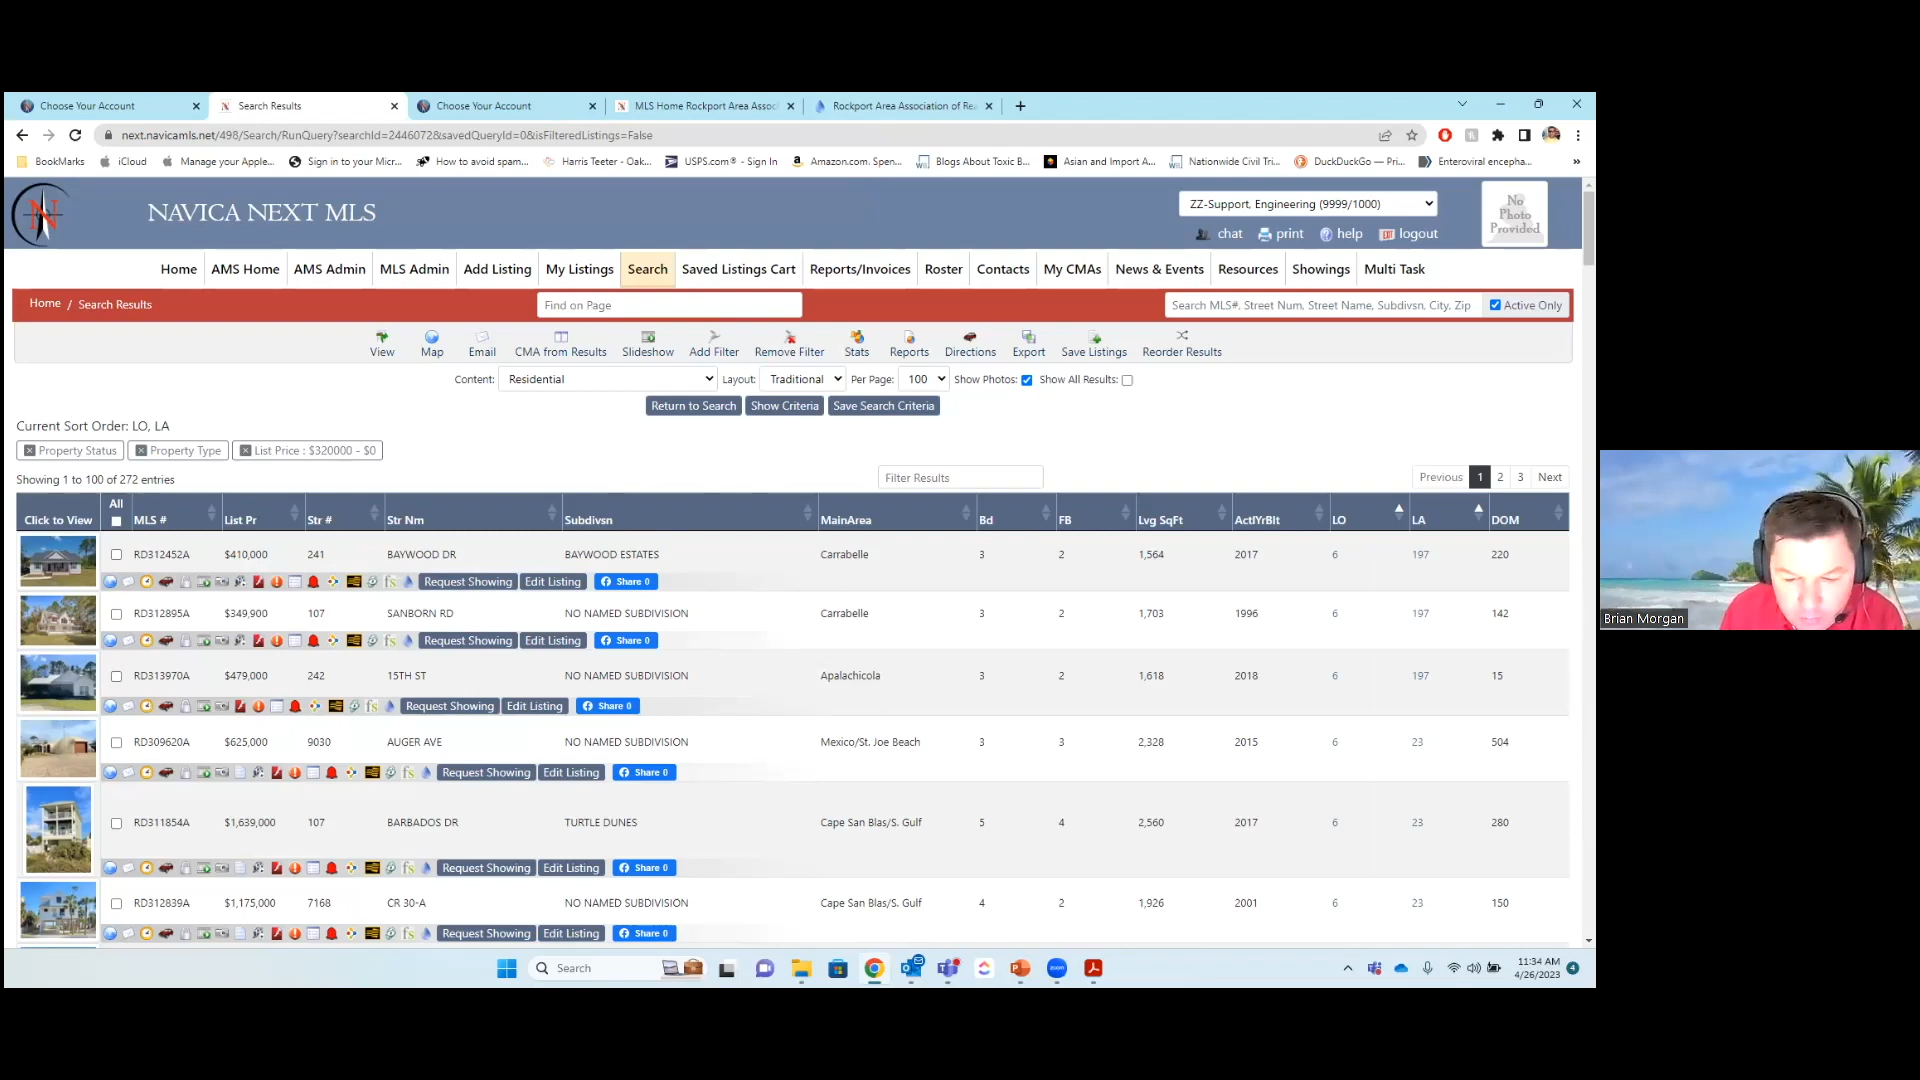 Choose Your Account
Search Results
Choose Your Account
MLS Home Rockport Area Assoc
Rockport Area Association of Rea
next.navicamls.net/498/Search/RunQuery?searchId=2446072&savedQueryId=0&isFilteredListings=False
BookMarks iCloud Manage your Apple... Sign in to your Micr... How to avoid spam... Harris Teeter - Oak... USPS.com® - Sign In Amazon.com. Spen... Blogs About Toxic B... Asian and Import A... Nationwide Civil Tri... DuckDuckGo — Pri... Enteroviral encepha... »
NAVICA NEXT MLS
ZZ-Support, Engineering (9999/1000)
chat print help logout
No Photo Provided
Home AMS Home AMS Admin MLS Admin Add Listing My Listings Search Saved Listings Cart Reports/Invoices Roster Contacts My CMAs News & Events Resources Showings Multi Task
Home / Search Results Find on Page Search MLS#, Street Num, Street Name, Subdivsn, City, Zip Active Only
View Map Email CMA from Results Slideshow Add Filter Remove Filter Stats Reports Directions Export Save Listings Reorder Results
Content: Residential Layout: Traditional Per Page: 100 Show Photos: Show All Results:
Return to Search Show Criteria Save Search Criteria
Current Sort Order: LO, LA
Property Status Property Type List Price : $320000 - $0
Showing 1 to 100 of 272 entries Filter Results Previous 1 2 3 Next
Click to View All MLS # List Pr Str # Str Nm Subdivsn MainArea Bd FB Lvg SqFt ActlYrBlt LO LA DOM
RD312452A $410,000 241 BAYWOOD DR BAYWOOD ESTATES Carrabelle 3 2 1,564 2017 6 197 220
fs Request Showing Edit Listing Share 0
RD312895A $349,900 107 SANBORN RD NO NAMED SUBDIVISION Carrabelle 3 2 1,703 1996 6 197 142
fs Request Showing Edit Listing Share 0
RD313970A $479,000 242 15TH ST NO NAMED SUBDIVISION Apalachicola 3 2 1,618 2018 6 197 15
fs Request Showing Edit Listing Share 0
RD309620A $625,000 9030 AUGER AVE NO NAMED SUBDIVISION Mexico/St. Joe Beach 3 3 2,328 2015 6 23 504
fs Request Showing Edit Listing Share 0
RD311854A $1,639,000 107 BARBADOS DR TURTLE DUNES Cape San Blas/S. Gulf 5 4 2,560 2017 6 23 280
fs Request Showing Edit Listing Share 0
RD312839A $1,175,000 7168 CR 30-A NO NAMED SUBDIVISION Cape San Blas/S. Gulf 4 2 1,926 2001 6 23 150
fs Request Showing Edit Listing Share 0
Search
11:34 AM
4/26/2023
4
Brian Morgan